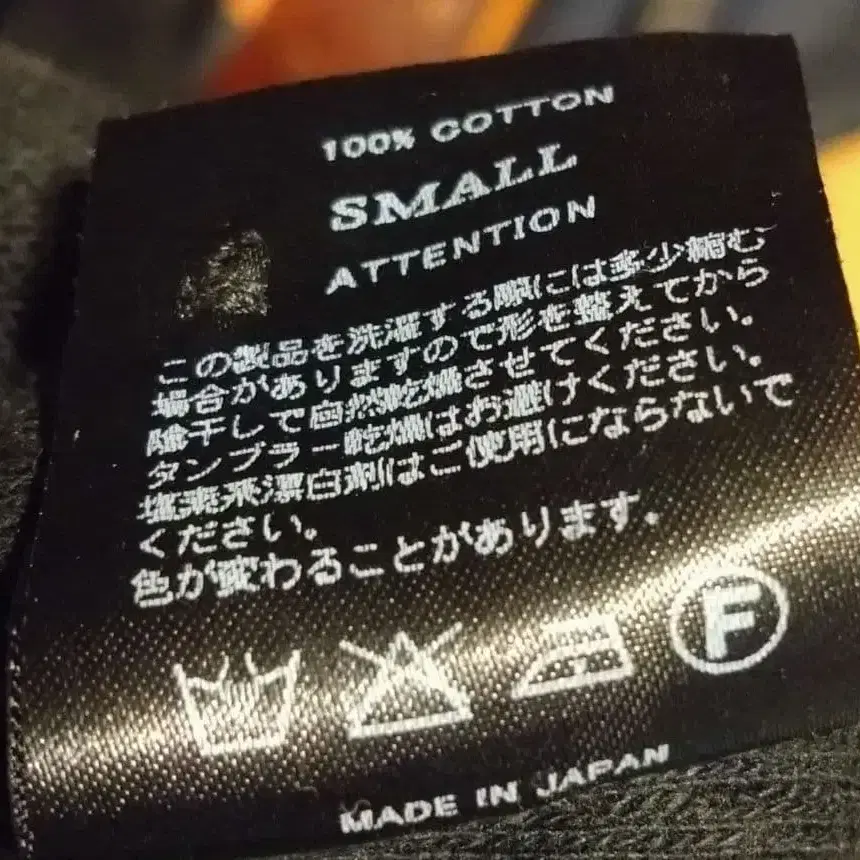 100% COTTON
SMALL
ATTENTION
この製品を洗濯する際には多少縮む
場合がありますので形を整えてから
陰干しで自然乾燥させてください。
タンブラー乾燥はお避けください。
塩素系漂白剤はご使用にならないで
ください。
色が変わることがあります。
F
MADE IN JAPAN